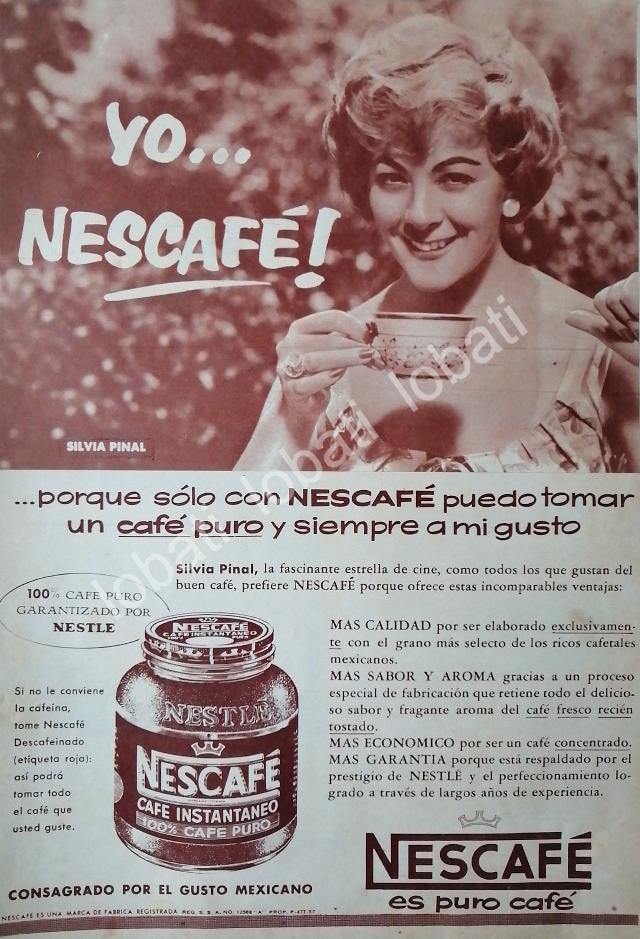 YO...
NESCAFÉ!
SILVIA PINAL
...porque sólo con NESCAFÉ puedo tomar
un café puro y siempre a mi gusto
Silvia Pinal, la fascinante estrella de cine, como todos los que gustan del
buen café, prefiere NESCAFÉ porque ofrece estas incomparables ventajas:
100% CAFE PURO
GARANTIZADO POR
NESTLE
MAS CALIDAD por ser elaborado exclusivamen-
te con el grano más selecto de los ricos cafetales
mexicanos.
MAS SABOR Y AROMA gracias a un proceso
especial de fabricación que retiene todo el delicio-
so sabor y fragante aroma del café fresco recién
tostado.
MAS ECONOMICO por ser un café concentrado.
MAS GARANTIA porque está respaldado por el
prestigio de NESTLÉ y el perfeccionamiento lo-
grado a través de largos años de experiencia.
Si no le conviene
la cafeína,
tome Nescafé
Descafeinado
(etiqueta roja):
así podrá
tomar todo
el café que
usted guste.
NESCAFÉ
CAFE INSTANTANEO
NESTLE
NESCAFÉ
CAFE INSTANTANEO
100% CAFE PURO
NESCAFÉ
es puro café
CONSAGRADO POR EL GUSTO MEXICANO
NESCAFE ES UNA MARCA DE FABRICA REGISTRADA REG. S. S. A. NO. 12508 "A" PROP. P-477-57
lobati lobati lobati lobati